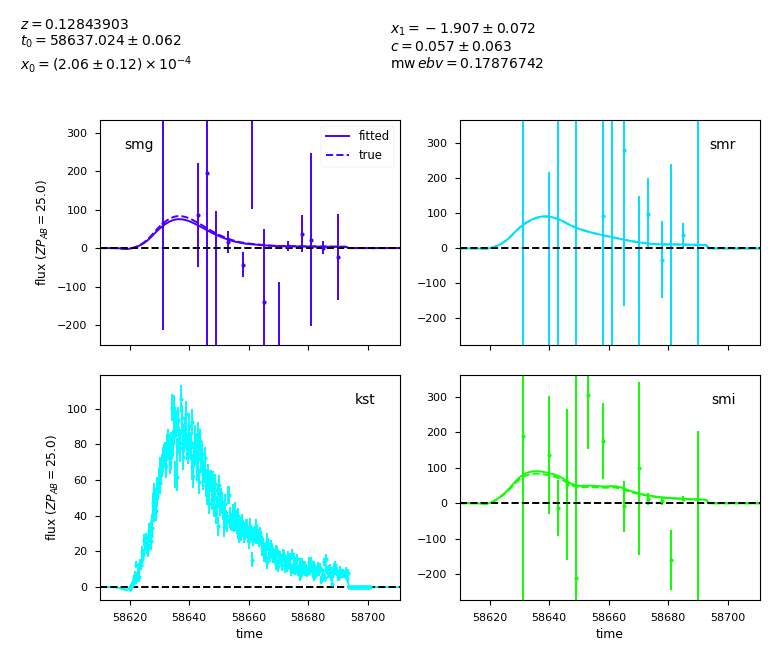 z = 0.12843903
t₀ = 58637.024 ± 0.062
x₀ = (2.06 ± 0.12) × 10⁻⁴
x₁ = −1.907 ± 0.072
c = 0.057 ± 0.063
mw ebv = 0.17876742
smg
fitted
true
300
200
100
0
−100
−200
flux (ZP_AB = 25.0)
smr
300
200
100
0
−100
−200
kst
100
80
60
40
20
0
flux (ZP_AB = 25.0)
58620 58640 58660 58680 58700
time
smi
300
200
100
0
−100
−200
58620 58640 58660 58680 58700
time